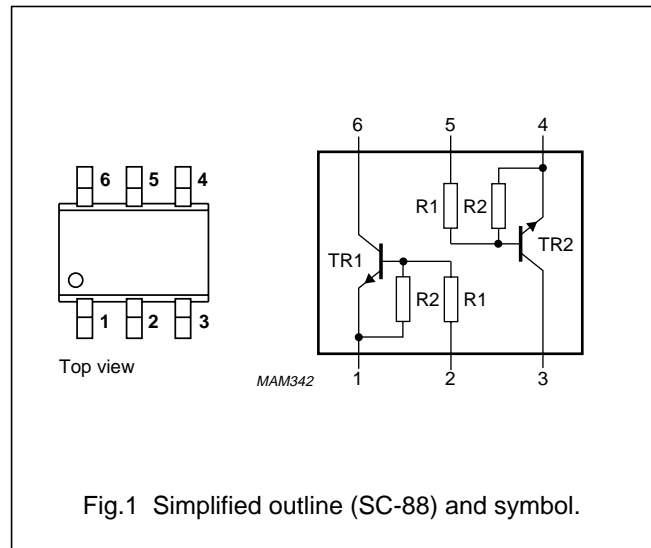 6 5 4
1 2 3
Top view
6 5 4
R1 R2
TR1 TR2
R2 R1
1 2 3
MAM342
Fig.1 Simplified outline (SC-88) and symbol.